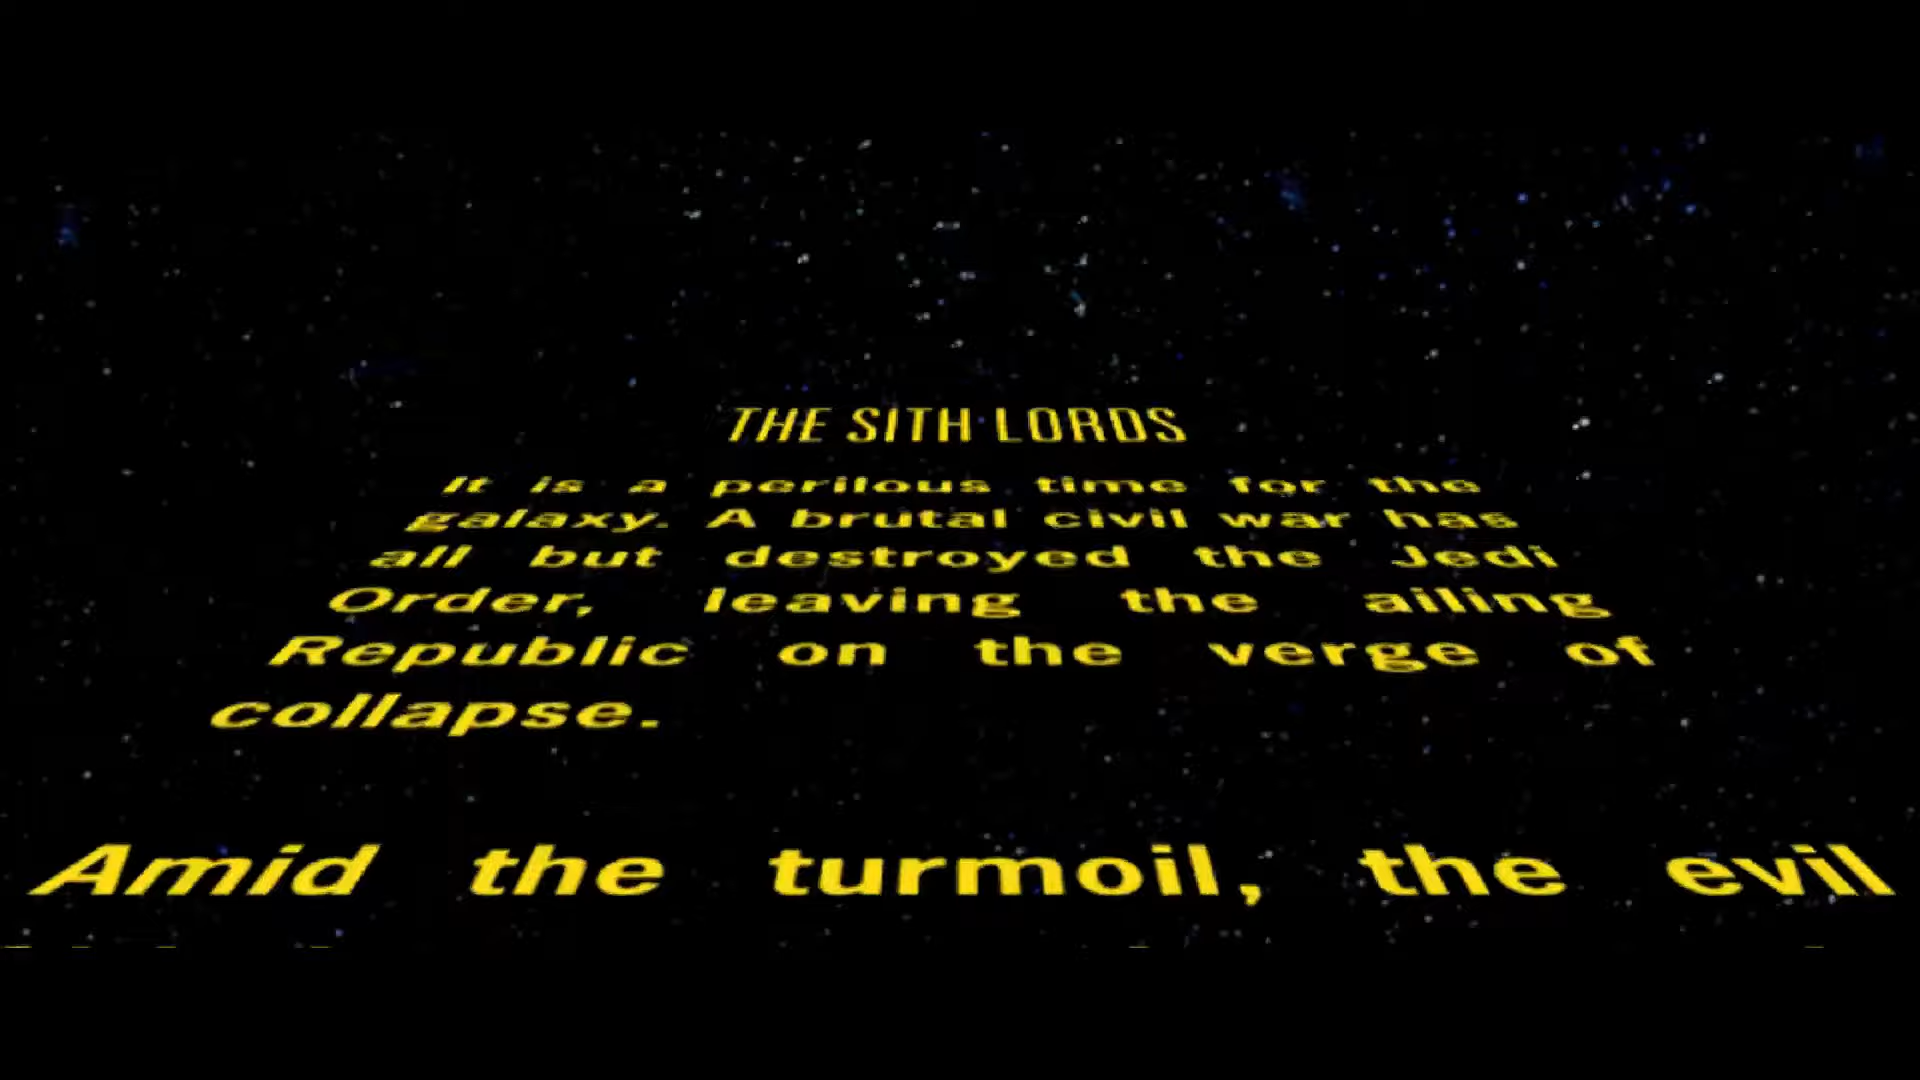 THE SITH LORDS
It is a perilous time for the
galaxy. A brutal civil war has
all but destroyed the Jedi
Order, leaving the ailing
Republic on the verge of
collapse.
Amid the turmoil, the evil